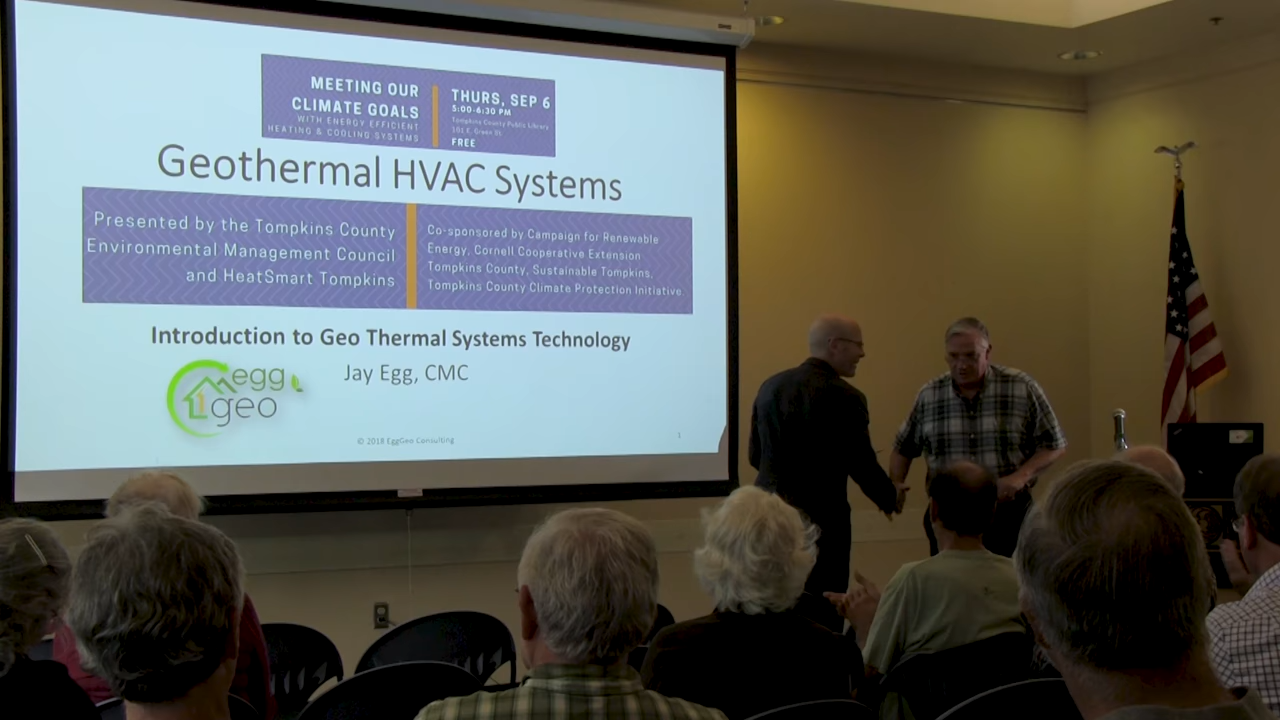 MEETING OUR
CLIMATE GOALS
WITH ENERGY EFFICIENT
HEATING & COOLING SYSTEMS
THURS, SEP 6
5:00-6:30 PM
Tompkins County Public Library
101 E. Green St
FREE
Geothermal HVAC Systems
Presented by the Tompkins County
Environmental Management Council
and HeatSmart Tompkins
Co-sponsored by Campaign for Renewable
Energy, Cornell Cooperative Extension
Tompkins County, Sustainable Tompkins,
Tompkins County Climate Protection Initiative.
Introduction to Geo Thermal Systems Technology
Jay Egg, CMC
egg
geo
© 2018 EggGeo Consulting
1